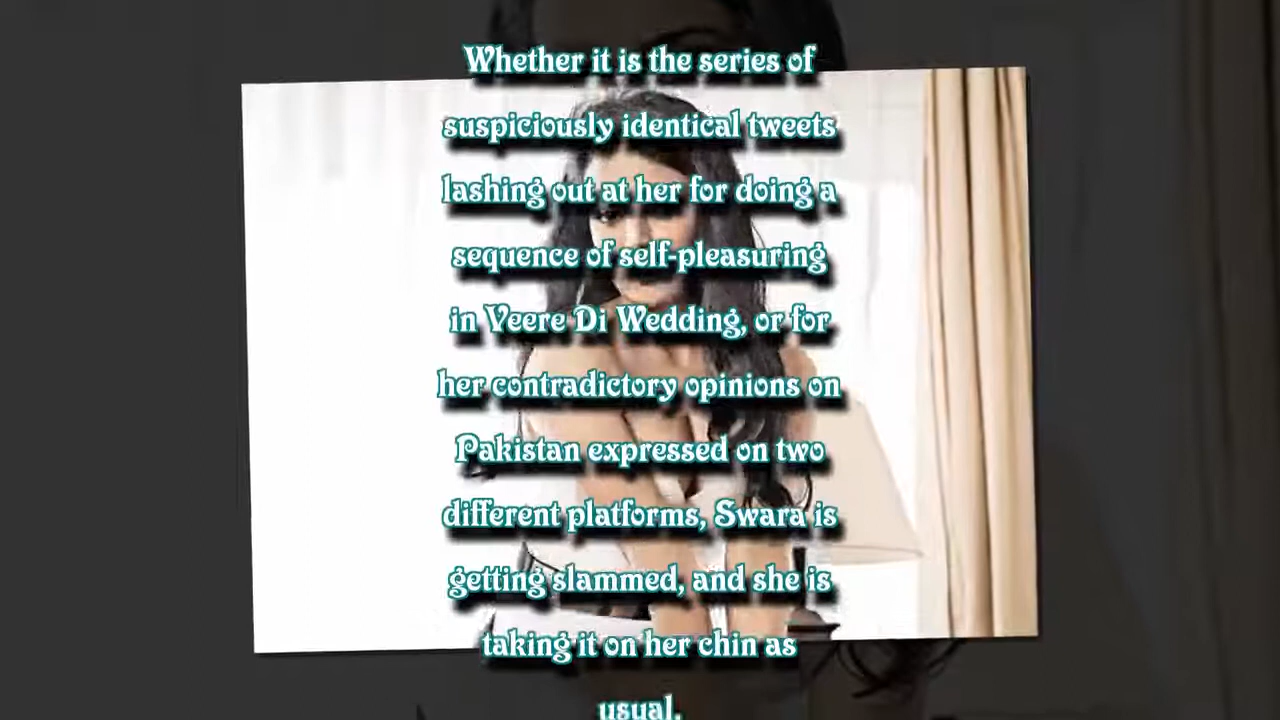 Whether it is the series of
suspiciously identical tweets
lashing out at her for doing a
sequence of self-pleasuring
in Veere Di Wedding, or for
her contradictory opinions on
Pakistan expressed on two
different platforms, Swara is
getting slammed, and she is
taking it on her chin as
usual.